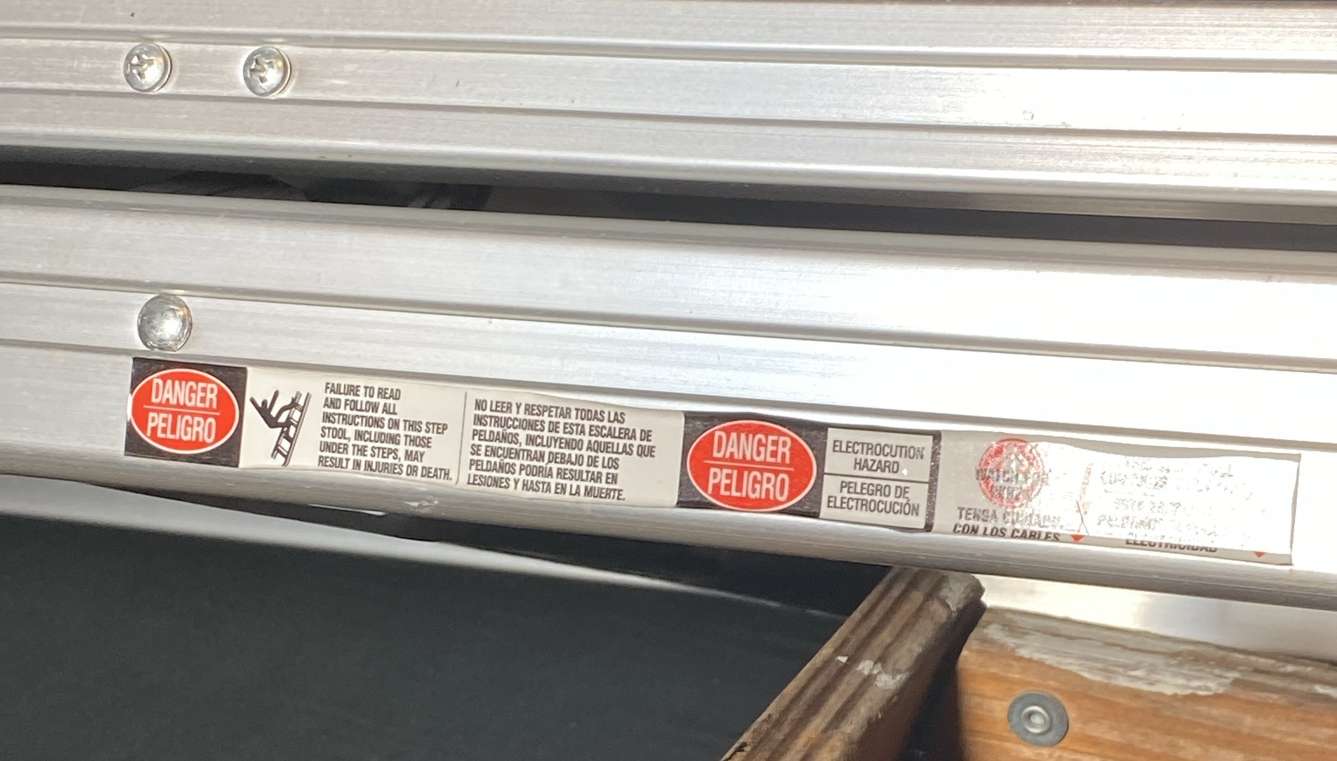 DANGER
PELIGRO
FAILURE TO READ
AND FOLLOW ALL
INSTRUCTIONS ON THIS STEP
STOOL, INCLUDING THOSE
UNDER THE STEPS, MAY
RESULT IN INJURIES OR DEATH.
NO LEER Y RESPETAR TODAS LAS
INSTRUCCIONES DE ESTA ESCALERA DE
PELDAÑOS, INCLUYENDO AQUELLAS QUE
SE ENCUENTRAN DEBAJO DE LOS
PELDAÑOS PODRÍA RESULTAR EN
LESIONES Y HASTA EN LA MUERTE.
DANGER
PELIGRO
ELECTROCUTION
HAZARD
PELEGRO DE
ELECTROCUCIÓN
CON LOS CABLES
ELECTRICIDAD